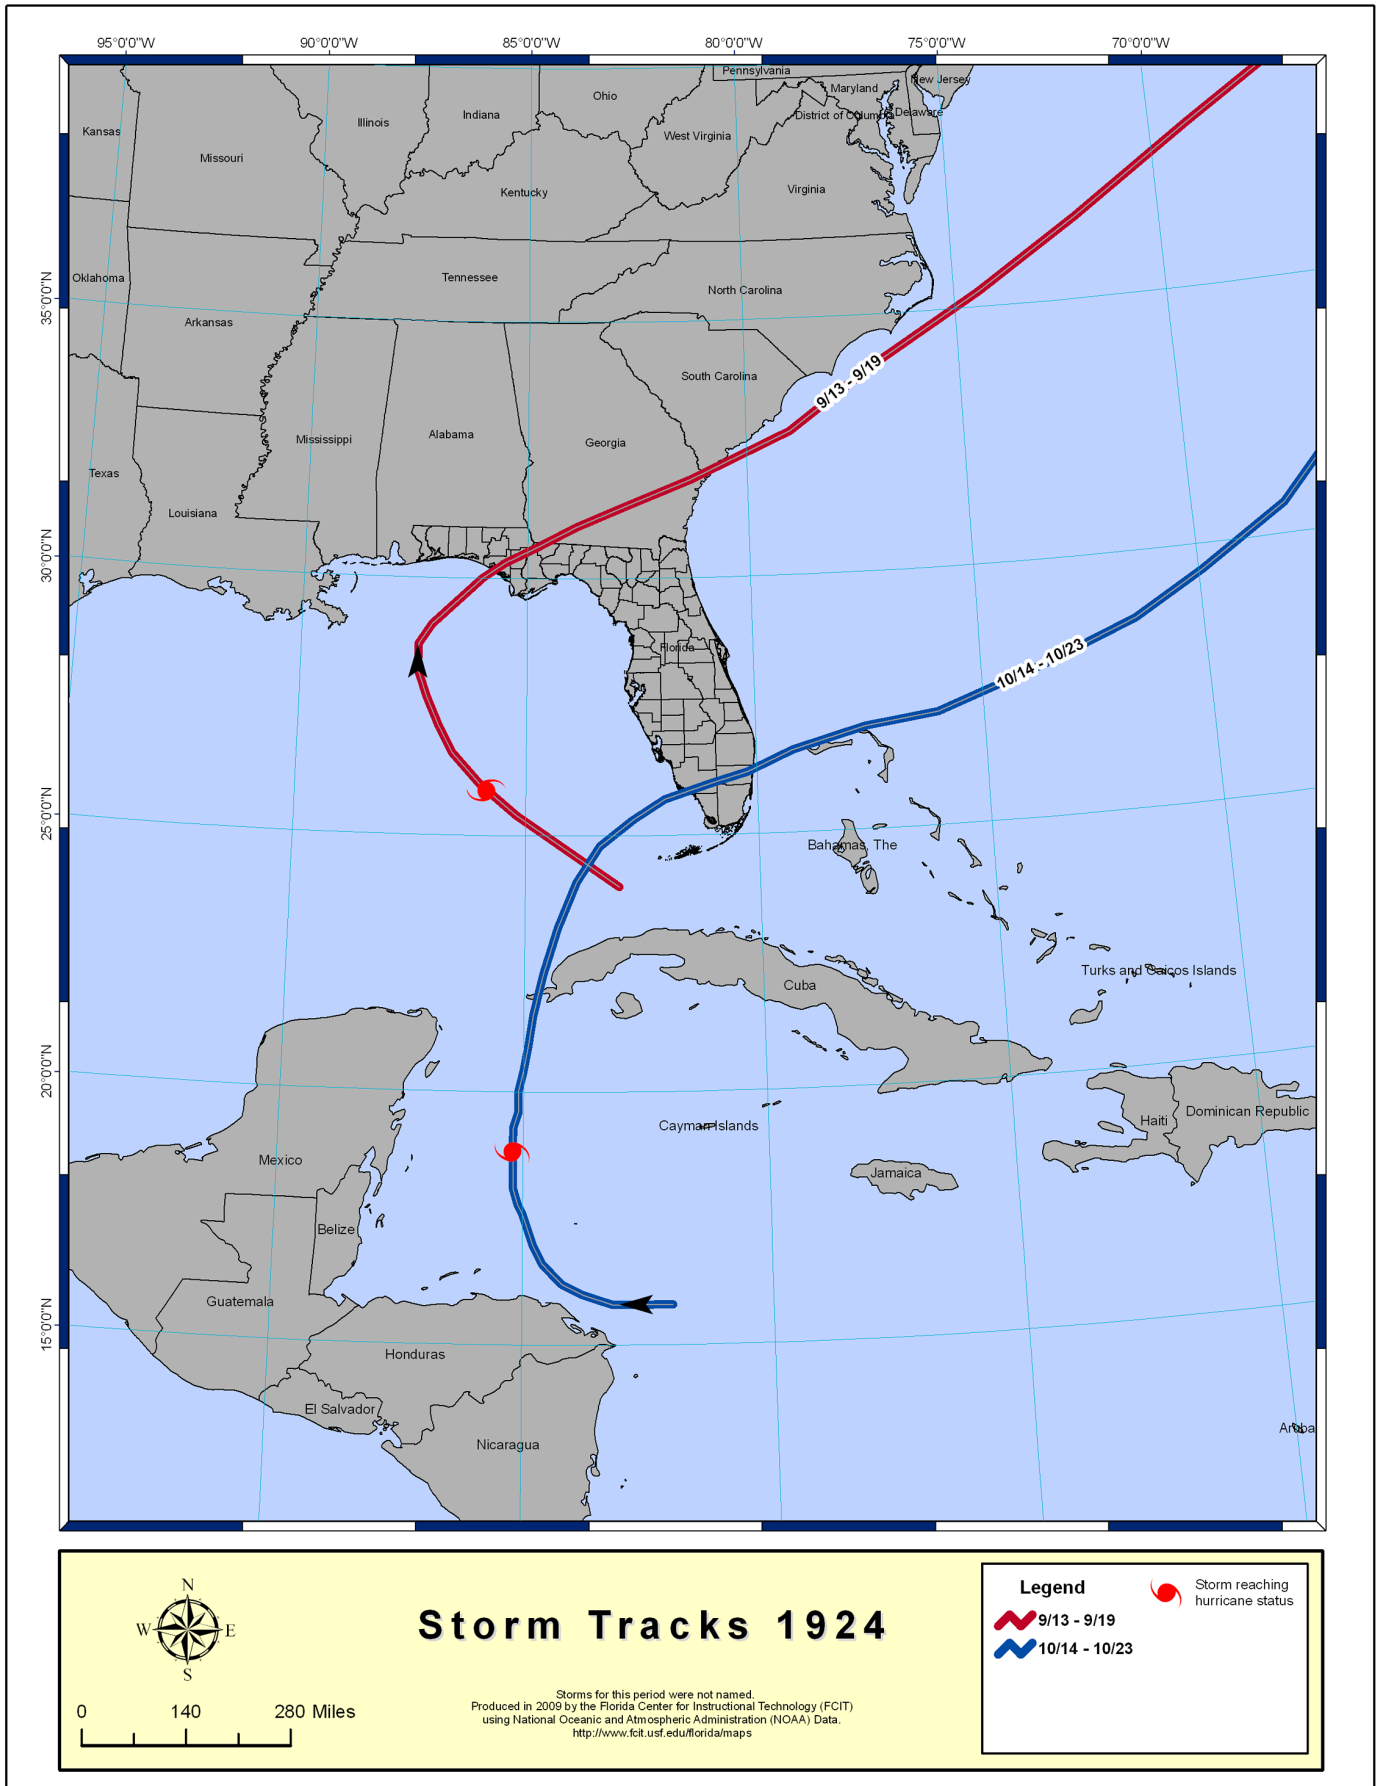 95°0'0"W 90°0'0"W 85°0'0"W 80°0'0"W 75°0'0"W 70°0'0"W
Pennsylvania
New Jersey
Maryland
Ohio
Indiana
District of Columbia
Delaware
Illinois
Kansas
West Virginia
Missouri
Virginia
Kentucky
Oklahoma
Tennessee
North Carolina
35°0'0"N
Arkansas
9/13 - 9/19
South Carolina
Alabama
Mississippi
Georgia
Texas
Louisiana
30°0'0"N
Florida
10/14 - 10/23
25°0'0"N
Bahamas, The
Turks and Caicos Islands
Cuba
20°0'0"N
Dominican Republic
Haiti
Cayman Islands
Mexico
Jamaica
Belize
Guatemala
15°0'0"N
Honduras
El Salvador
Aruba
Nicaragua
N
W E
S
0 140 280 Miles
Storm Tracks 1924
Storms for this period were not named.
Produced in 2009 by the Florida Center for Instructional Technology (FCIT)
using National Oceanic and Atmospheric Administration (NOAA) Data.
http://www.fcit.usf.edu/florida/maps
Legend
9/13 - 9/19
10/14 - 10/23
Storm reaching
hurricane status